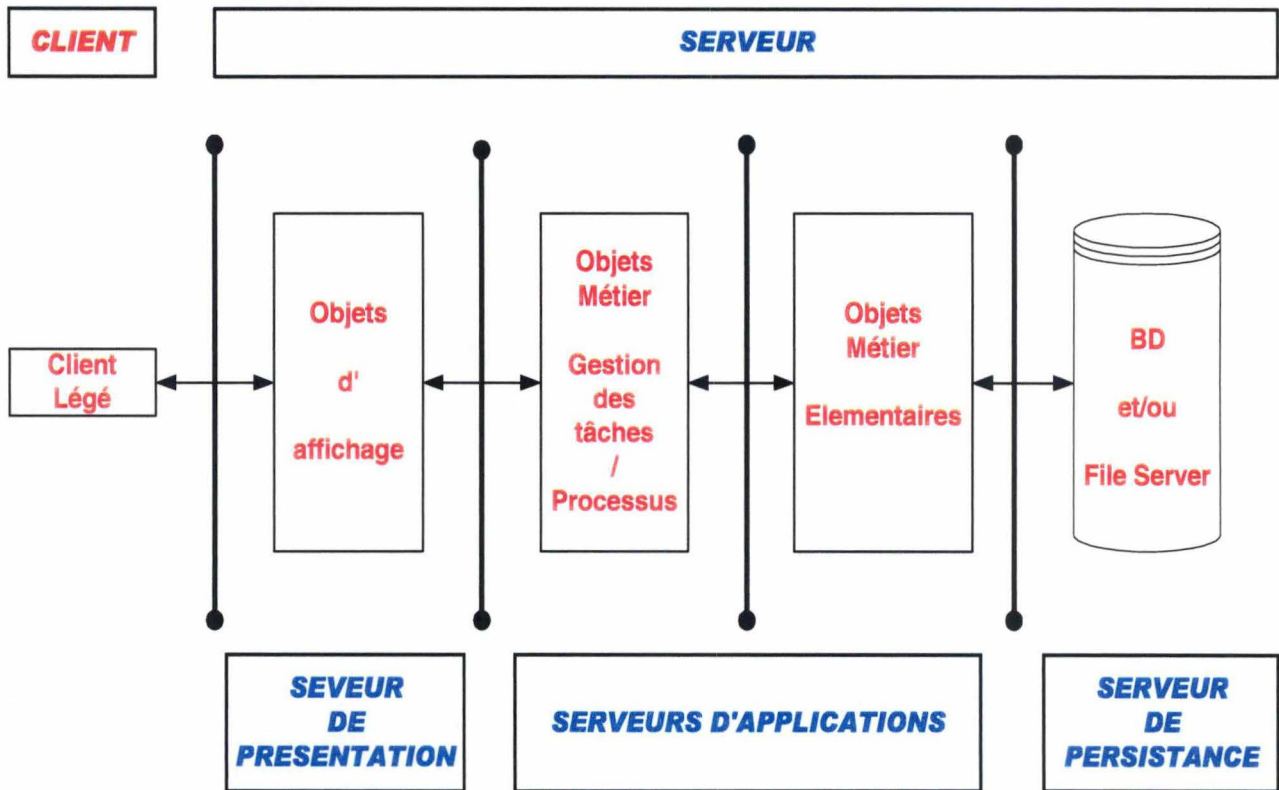 CLIENT
SERVEUR
Client
Légé
Objets
d'
affichage
Objets
Métier
Gestion
des
tâches
/
Processus
Objets
Métier
Elementaires
BD
et/ou
File Server
SEVEUR
DE
PRESENTATION
SERVEURS D'APPLICATIONS
SERVEUR
DE
PERSISTANCE